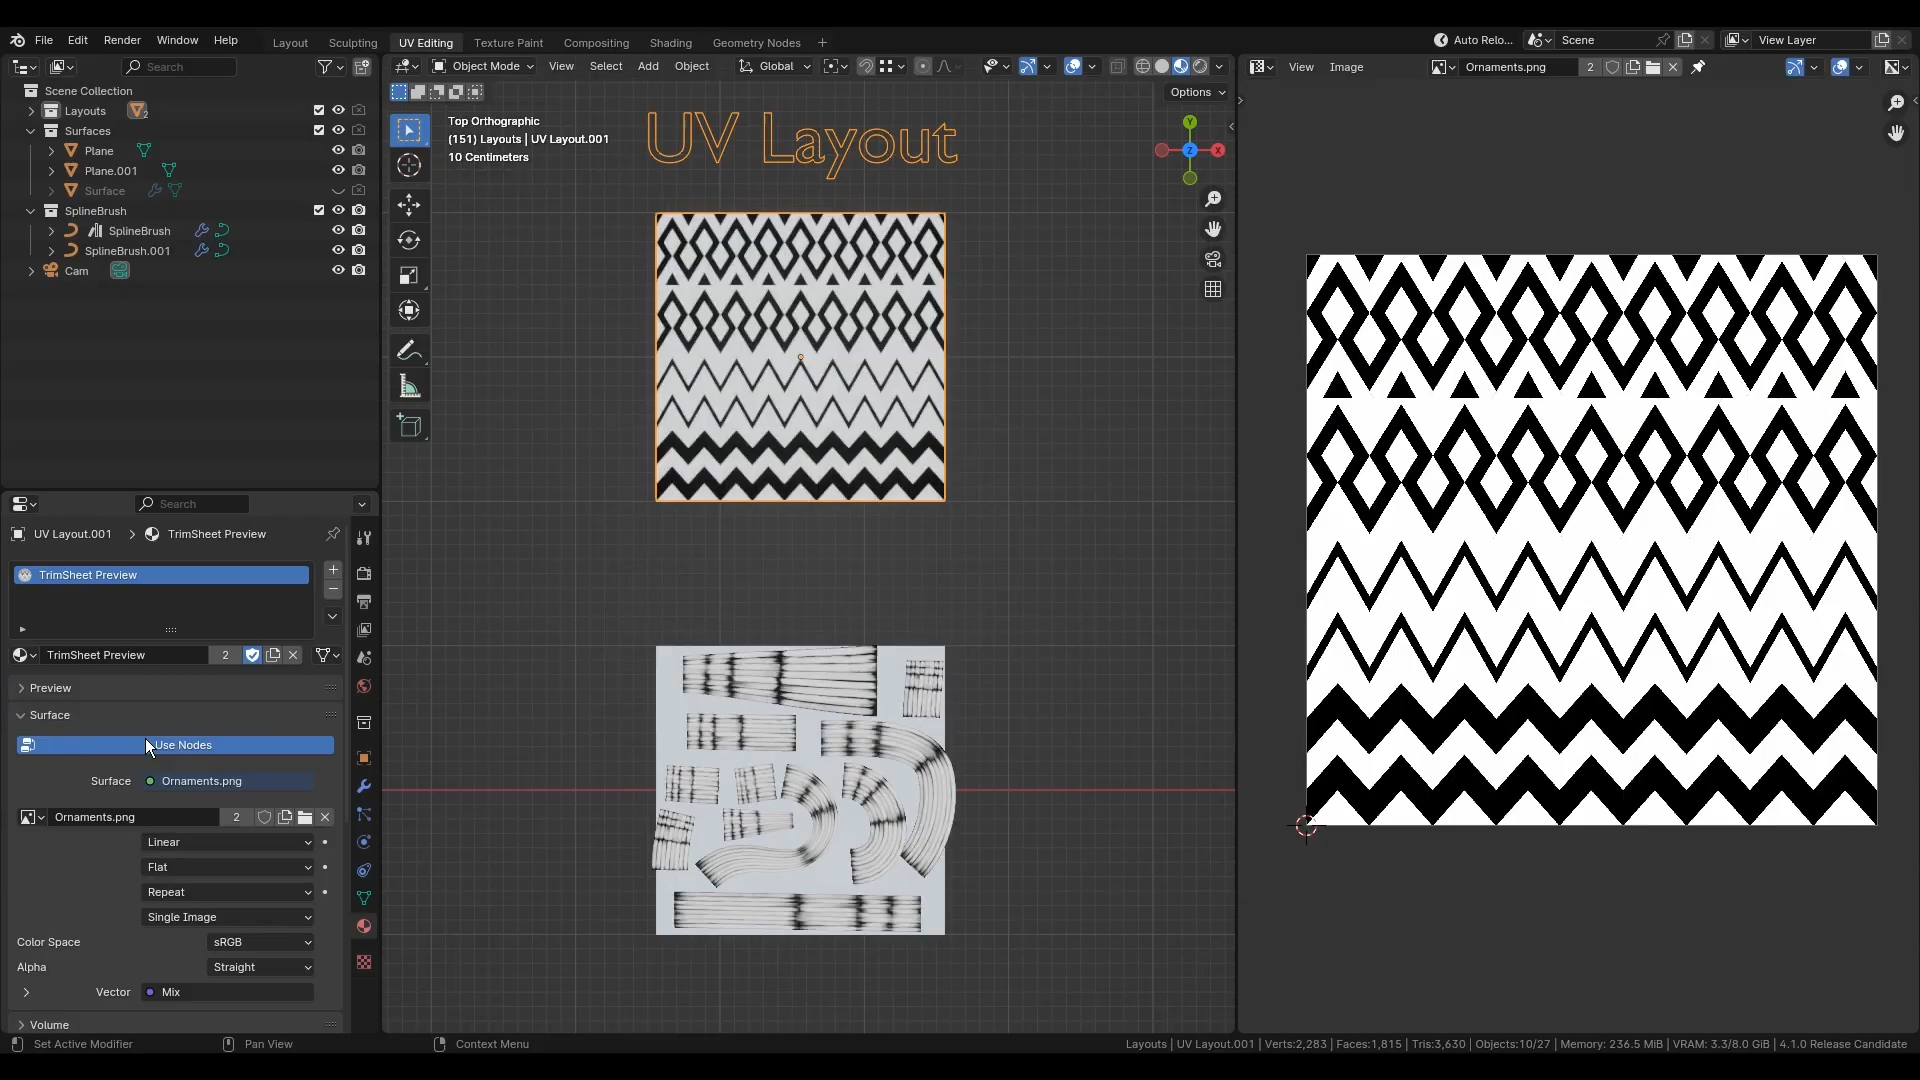 File Edit Render Window Help
Layout Sculpting UV Editing Texture Paint Compositing Shading Geometry Nodes +
Auto Relo... Scene View Layer
Search
Object Mode View Select Add Object Global
View Image Ornaments.png 2
Options
Scene Collection
Layouts 2
Surfaces
Plane
Plane.001
Surface
SplineBrush
SplineBrush
SplineBrush.001
Cam
Top Orthographic
(151) Layouts | UV Layout.001
10 Centimeters
UV Layout
Y
Z X
Search
UV Layout.001 > TrimSheet Preview
TrimSheet Preview
TrimSheet Preview 2
Preview
Surface
Use Nodes
Surface Ornaments.png
Ornaments.png 2
Linear
Flat
Repeat
Single Image
Color Space sRGB
Alpha Straight
Vector Mix
Volume
Set Active Modifier Pan View Context Menu
Layouts | UV Layout.001 | Verts:2,283 | Faces:1,815 | Tris:3,630 | Objects:10/27 | Memory: 236.5 MiB | VRAM: 3.3/8.0 GiB | 4.1.0 Release Candidate